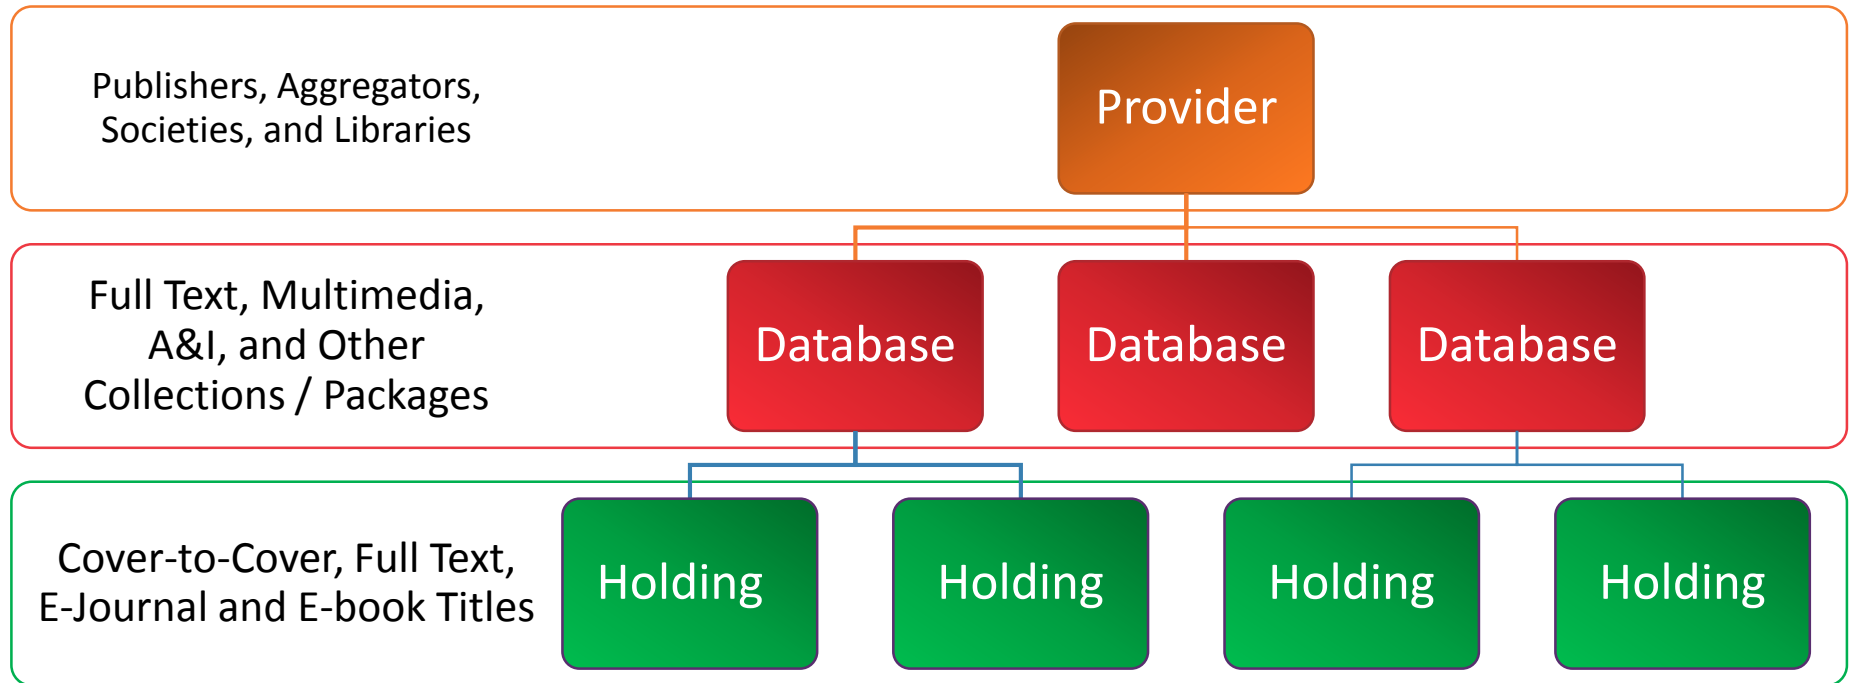 Publishers, Aggregators,
Societies, and Libraries
Provider
Full Text, Multimedia,
A&I, and Other
Collections / Packages
Database
Database
Database
Cover-to-Cover, Full Text,
E-Journal and E-book Titles
Holding
Holding
Holding
Holding